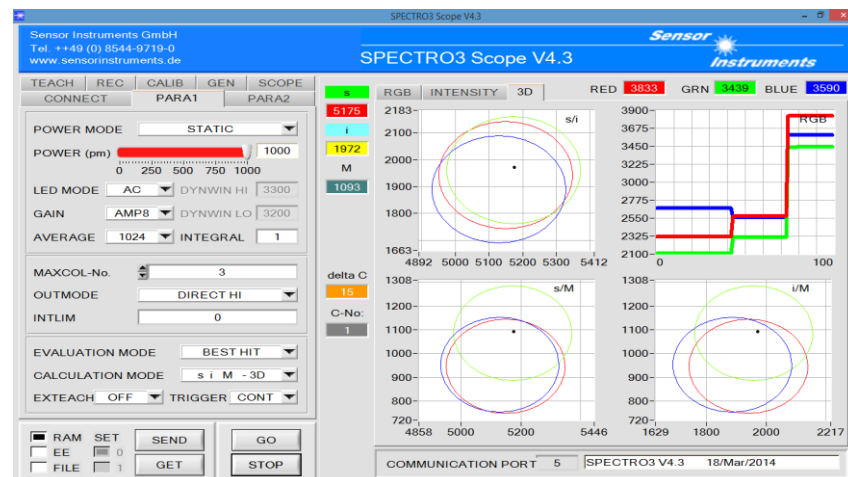 SPECTRO3 Scope V4.3
Sensor Instruments GmbH
Tel. ++49 (0) 8544-9719-0
www.sensorinstruments.de
SPECTRO3 Scope V4.3
Sensor
Instruments
TEACH REC CALIB GEN SCOPE
CONNECT PARA1 PARA2
POWER MODE STATIC
POWER (pm) 1000
0 250 500 750 1000
LED MODE AC DYNWIN HI 3300
GAIN AMP8 DYNWIN LO 3200
AVERAGE 1024 INTEGRAL 1
MAXCOL-No. 3
OUTMODE DIRECT HI
INTLIM 0
EVALUATION MODE BEST HIT
CALCULATION MODE s i M - 3D
EXTEACH OFF TRIGGER CONT
RAM SET SEND GO
EE 0
FILE 1 GET STOP
s
5175
i
1972
M
1093
delta C
15
C-No:
1
RGB INTENSITY 3D RED 3833 GRN 3439 BLUE 3590
s/i
2183
2100
2000
1900
1800
1663
4892 5000 5100 5200 5300 5412
RGB
3900
3675
3450
3225
3000
2775
2550
2325
2100
0 100
s/M
1308
1200
1100
1000
900
800
720
4858 5000 5200 5446
i/M
1308
1200
1100
1000
900
800
720
1629 1800 2000 2217
COMMUNICATION PORT 5 SPECTRO3 V4.3 18/Mar/2014